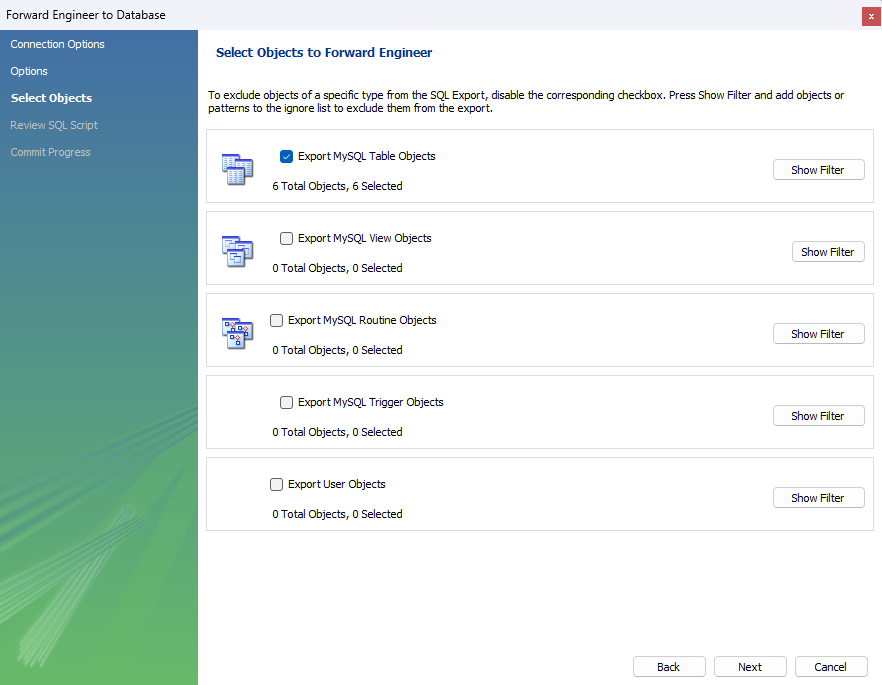 Forward Engineer to Database
x
Connection Options
Options
Select Objects
Review SQL Script
Commit Progress
Select Objects to Forward Engineer
To exclude objects of a specific type from the SQL Export, disable the corresponding checkbox. Press Show Filter and add objects or
patterns to the ignore list to exclude them from the export.
Export MySQL Table Objects
6 Total Objects, 6 Selected
Show Filter
Export MySQL View Objects
0 Total Objects, 0 Selected
Show Filter
Export MySQL Routine Objects
0 Total Objects, 0 Selected
Show Filter
Export MySQL Trigger Objects
0 Total Objects, 0 Selected
Show Filter
Export User Objects
0 Total Objects, 0 Selected
Show Filter
Back Next Cancel